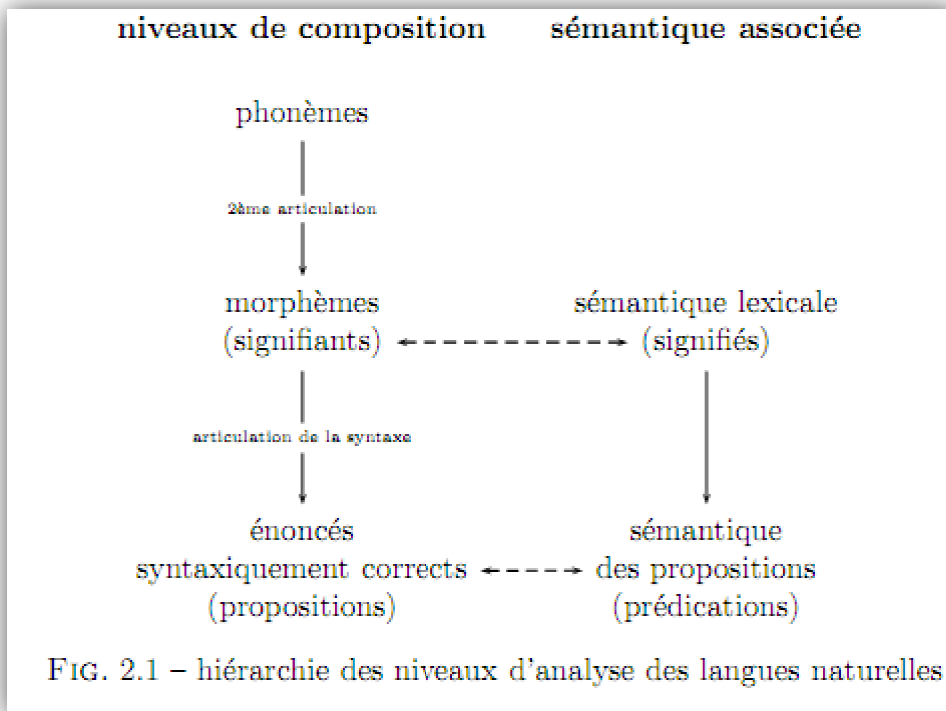 niveaux de composition sémantique associée
phonèmes
2ème articulation
morphèmes sémantique lexicale
(signifiants) (signifiés)
articulation de la syntaxe
énoncés sémantique
syntaxiquement corrects des propositions
(propositions) (prédications)
FIG. 2.1 – hiérarchie des niveaux d'analyse des langues naturelles